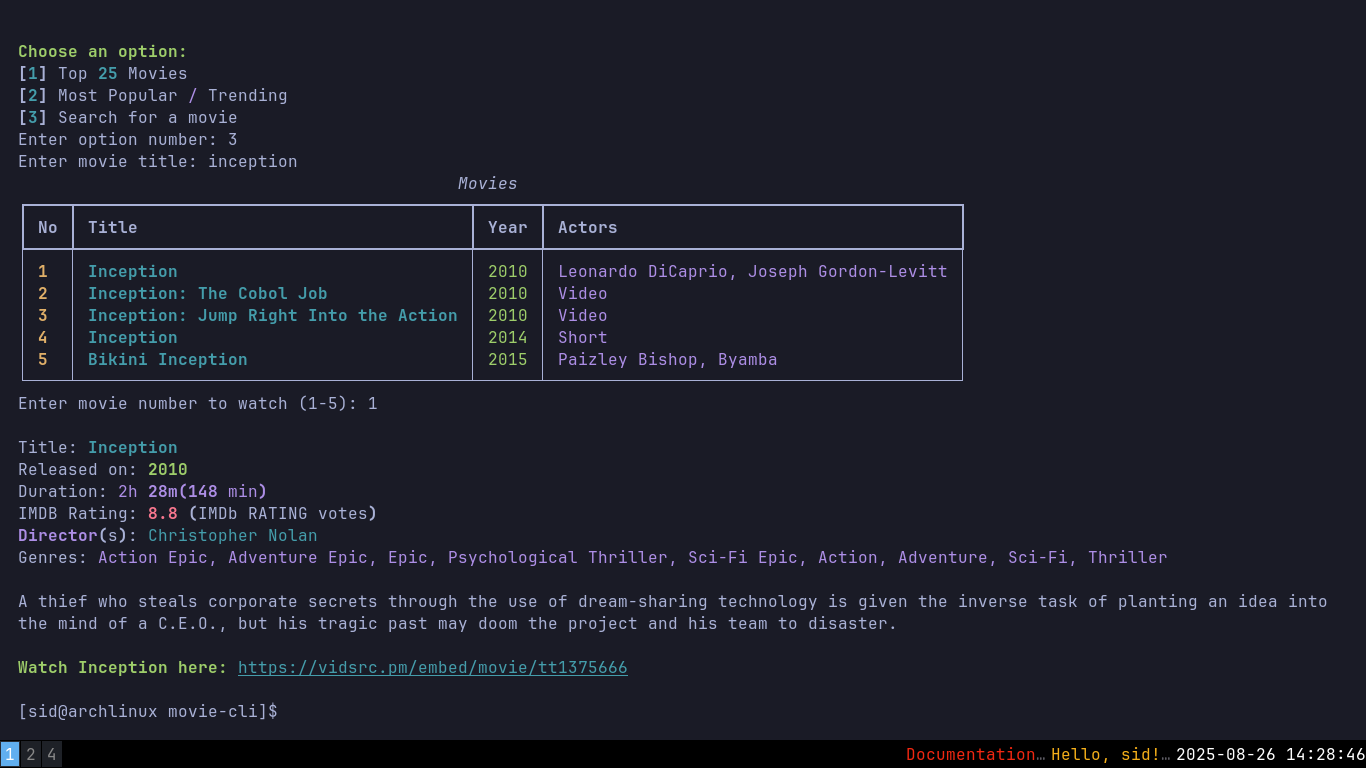 Choose an option:
[1] Top 25 Movies
[2] Most Popular / Trending
[3] Search for a movie
Enter option number: 3
Enter movie title: inception
Movies
No Title Year Actors
1 Inception 2010 Leonardo DiCaprio, Joseph Gordon-Levitt
2 Inception: The Cobol Job 2010 Video
3 Inception: Jump Right Into the Action 2010 Video
4 Inception 2014 Short
5 Bikini Inception 2015 Paizley Bishop, Byamba
Enter movie number to watch (1-5): 1
Title: Inception
Released on: 2010
Duration: 2h 28m(148 min)
IMDB Rating: 8.8 (IMDb RATING votes)
Director(s): Christopher Nolan
Genres: Action Epic, Adventure Epic, Epic, Psychological Thriller, Sci-Fi Epic, Action, Adventure, Sci-Fi, Thriller
A thief who steals corporate secrets through the use of dream-sharing technology is given the inverse task of planting an idea into
the mind of a C.E.O., but his tragic past may doom the project and his team to disaster.
Watch Inception here: https://vidsrc.pm/embed/movie/tt1375666
[sid@archlinux movie-cli]$
1 2 4 Documentation… Hello, sid!… 2025-08-26 14:28:46